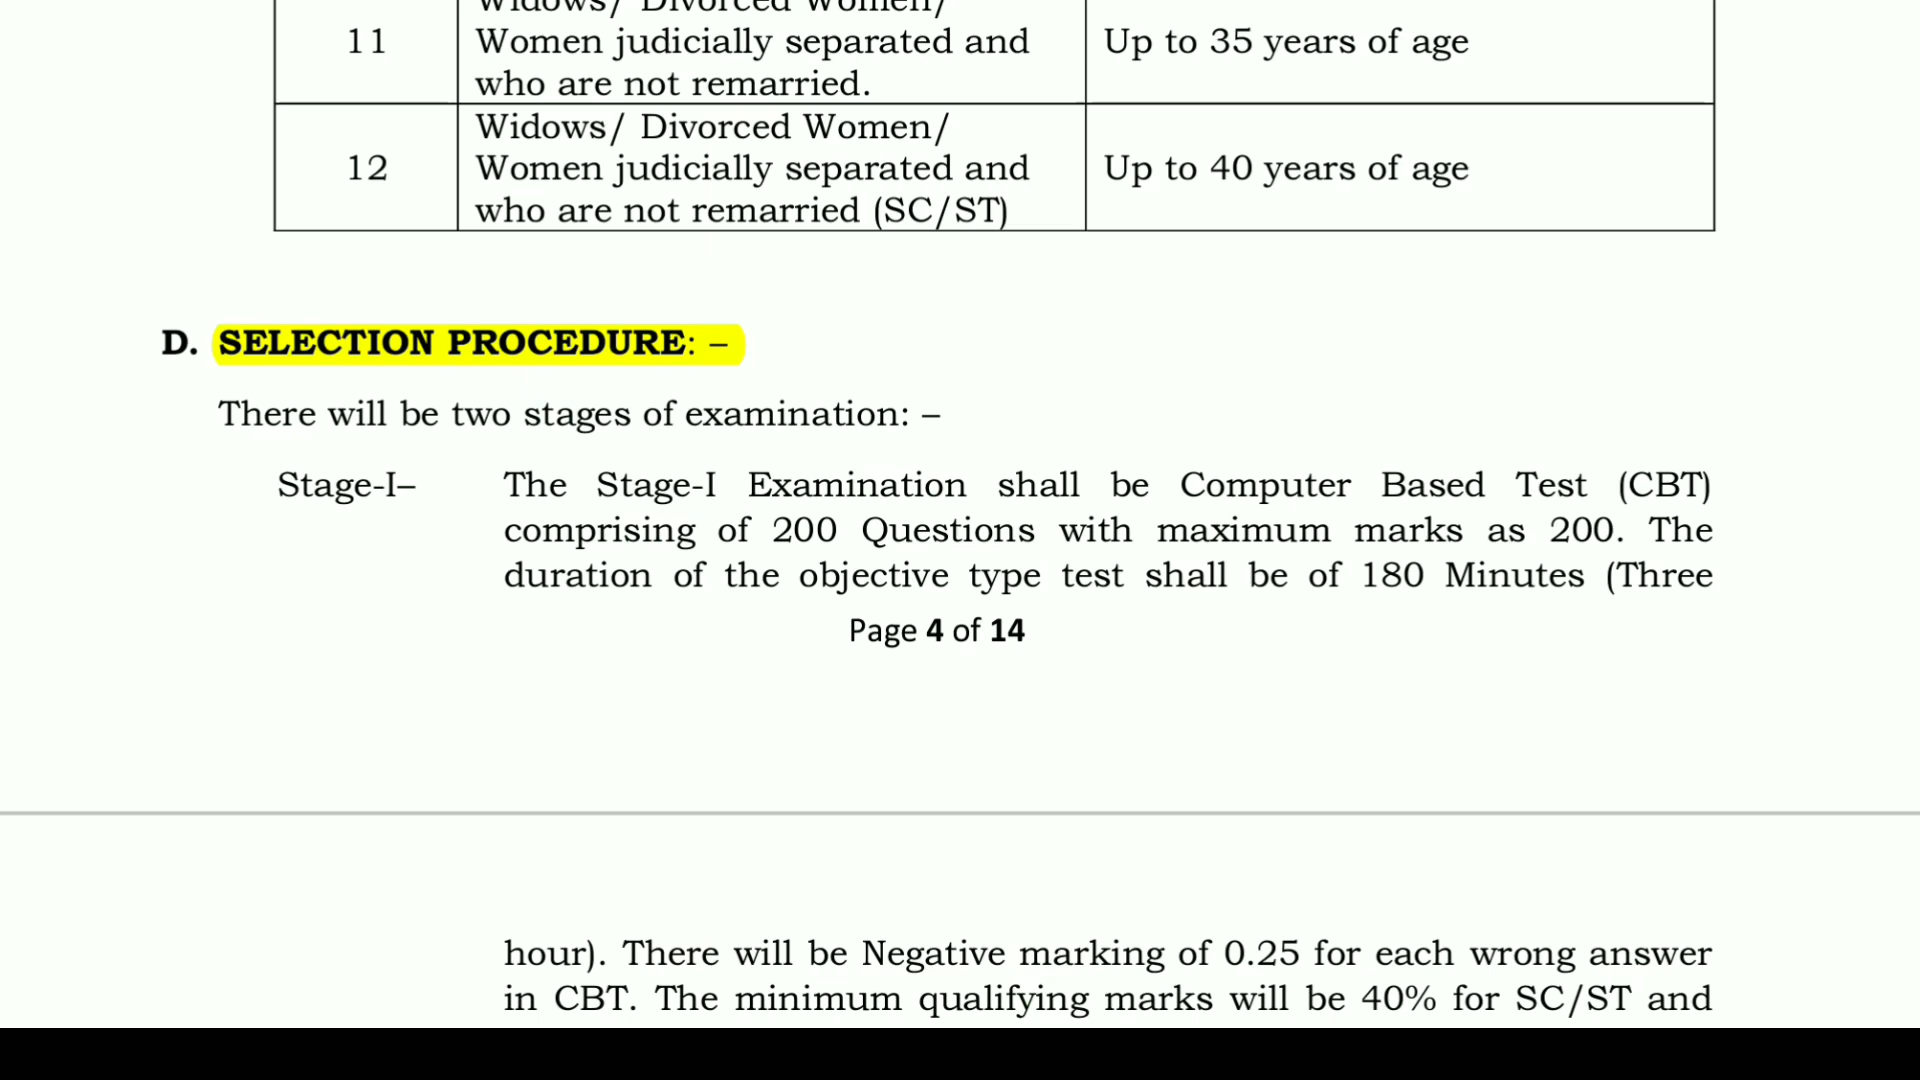 Widows/ Divorced Women/
11
Women judicially separated and
Up to 35 years of age
who are not remarried.
Widows/ Divorced Women/
12
Women judicially separated and
Up to 40 years of age
who are not remarried (SC/ST)
D. SELECTION PROCEDURE: –
There will be two stages of examination: –
Stage-I– The Stage-I Examination shall be Computer Based Test (CBT)
comprising of 200 Questions with maximum marks as 200. The
duration of the objective type test shall be of 180 Minutes (Three
Page 4 of 14
hour). There will be Negative marking of 0.25 for each wrong answer
in CBT. The minimum qualifying marks will be 40% for SC/ST and